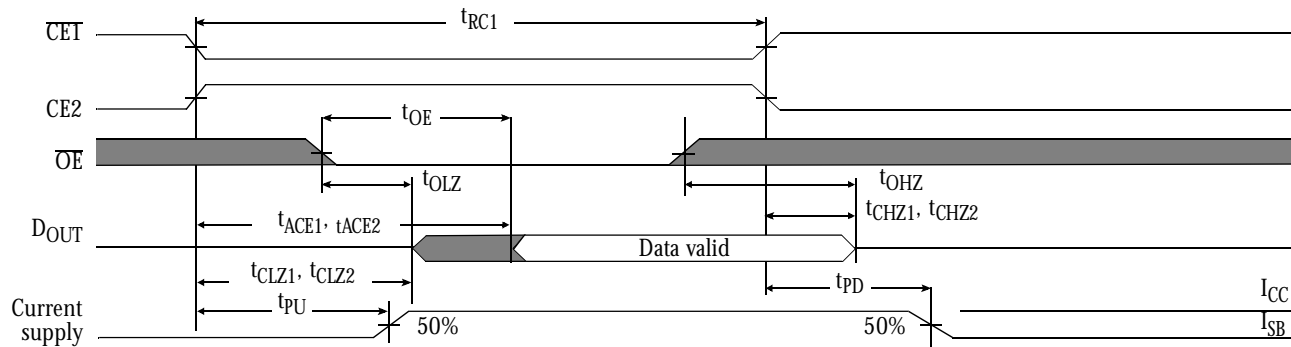 tRC1
CE1
CE2
tOE
OE
tOLZ
tOHZ
tACE1, tACE2
tCHZ1, tCHZ2
DOUT
Data valid
tCLZ1, tCLZ2
tPU
tPD
ICC
Current
supply
50%
50%
ISB